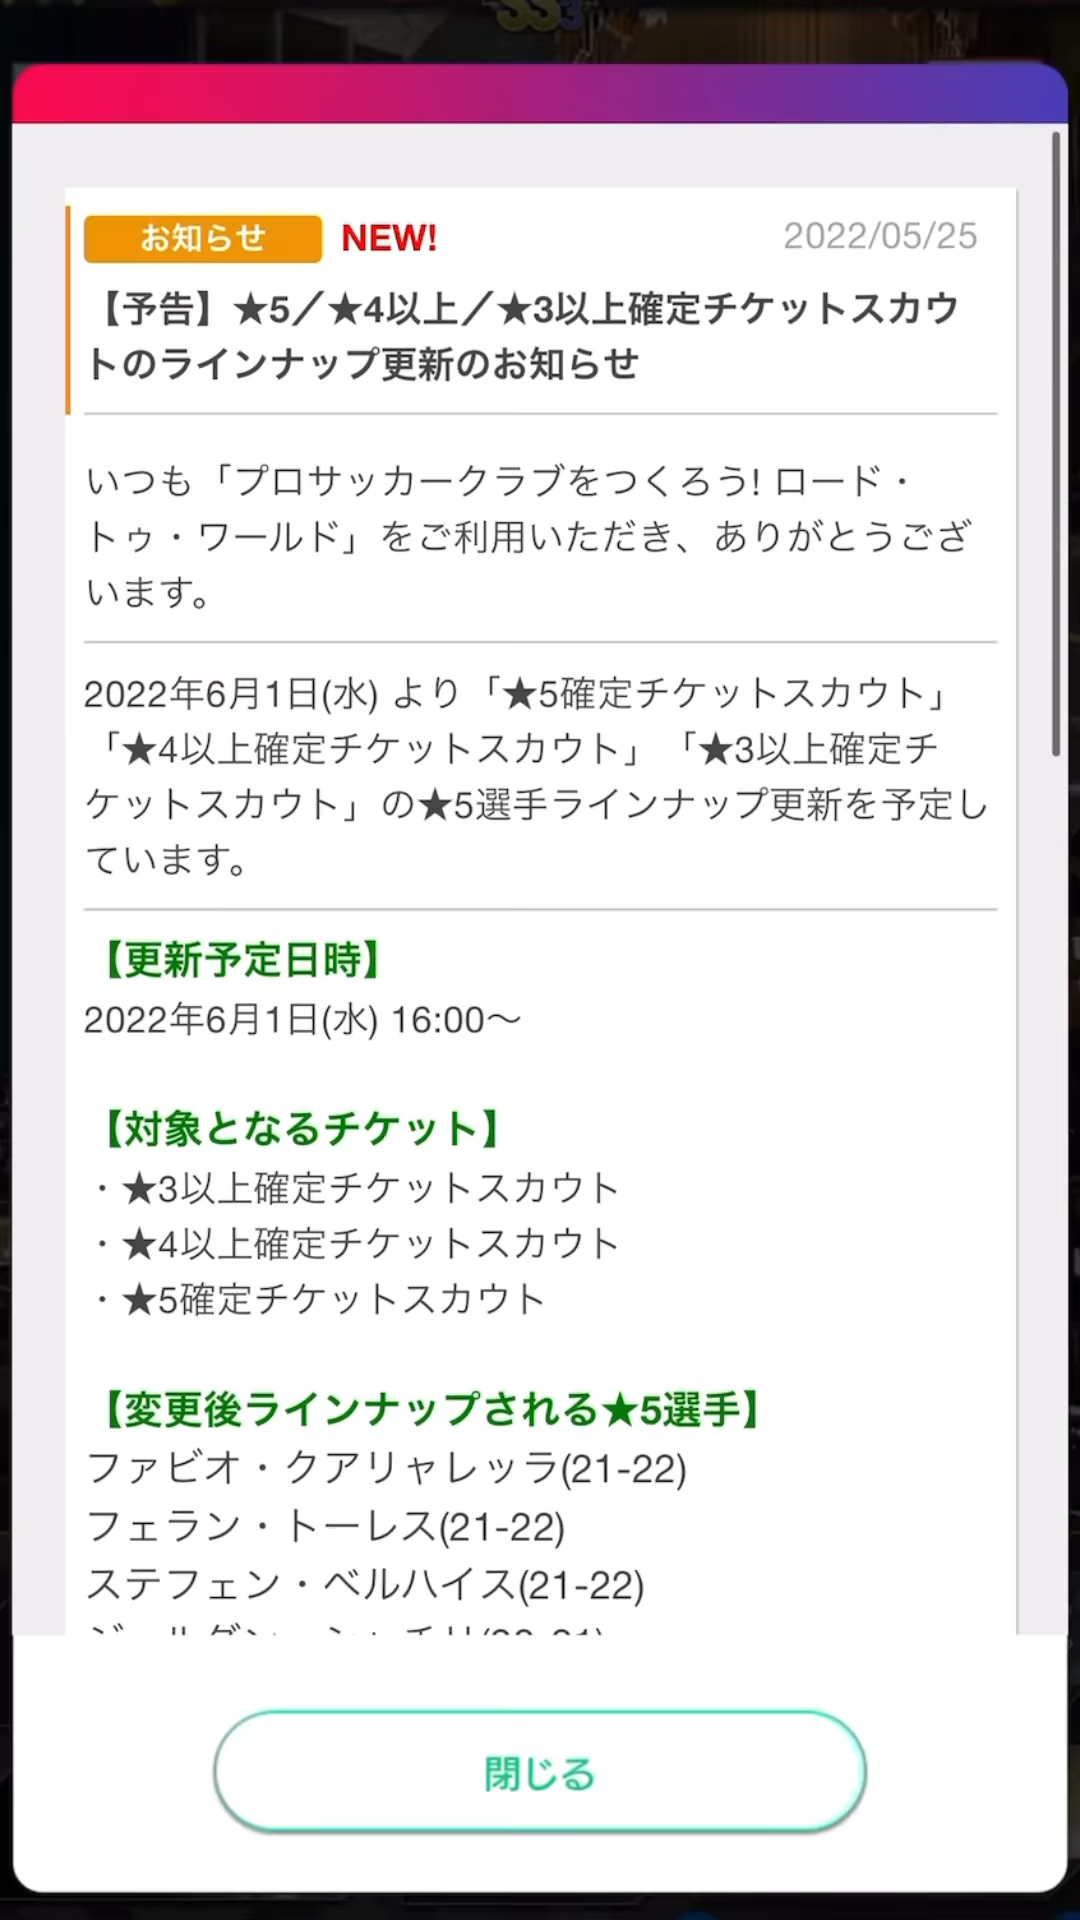 SS3
お知らせ NEW! 2022/05/25
【予告】★5／★4以上／★3以上確定チケットスカウ
トのラインナップ更新のお知らせ
いつも「プロサッカークラブをつくろう! ロード・
トゥ・ワールド」をご利用いただき、ありがとうござ
います。
2022年6月1日(水) より「★5確定チケットスカウト」
「★4以上確定チケットスカウト」「★3以上確定チ
ケットスカウト」の★5選手ラインナップ更新を予定し
ています。
【更新予定日時】
2022年6月1日(水) 16:00〜
【対象となるチケット】
・★3以上確定チケットスカウト
・★4以上確定チケットスカウト
・★5確定チケットスカウト
【変更後ラインナップされる★5選手】
ファビオ・クアリャレッラ(21-22)
フェラン・トーレス(21-22)
ステフェン・ベルハイス(21-22)
閉じる